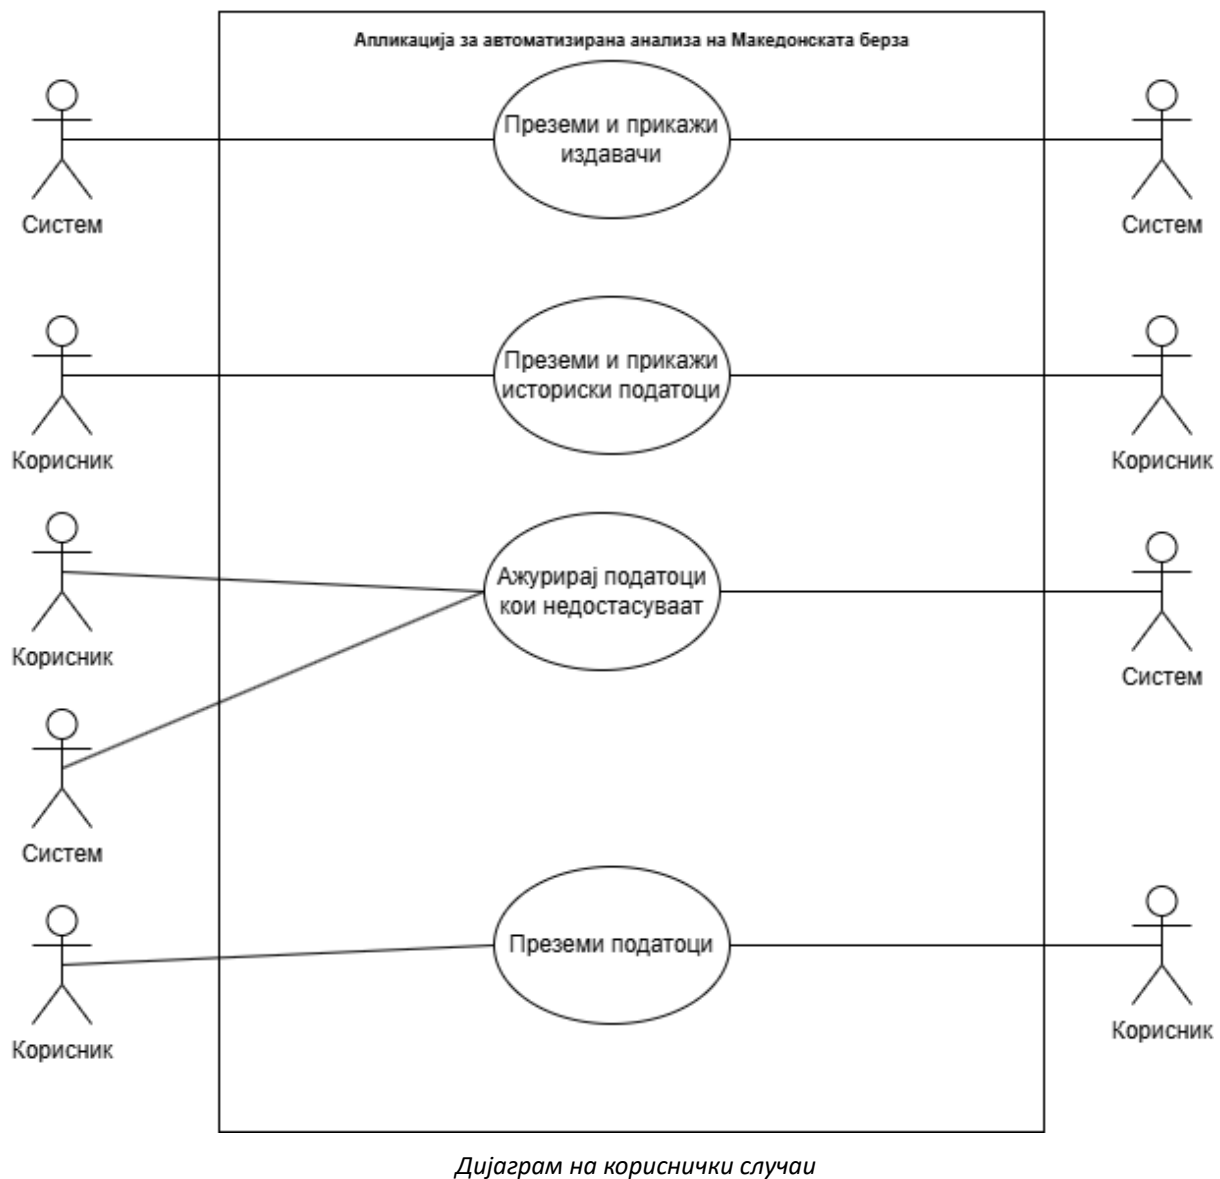 Апликација за автоматизирана анализа на Македонската берза
Преземи и прикажи
издавачи
Систем
Систем
Преземи и прикажи
историски податоци
Корисник
Корисник
Ажурирај податоци
кои недостасуваат
Корисник
Систем
Систем
Преземи податоци
Корисник
Корисник
Дијаграм на кориснички случаи